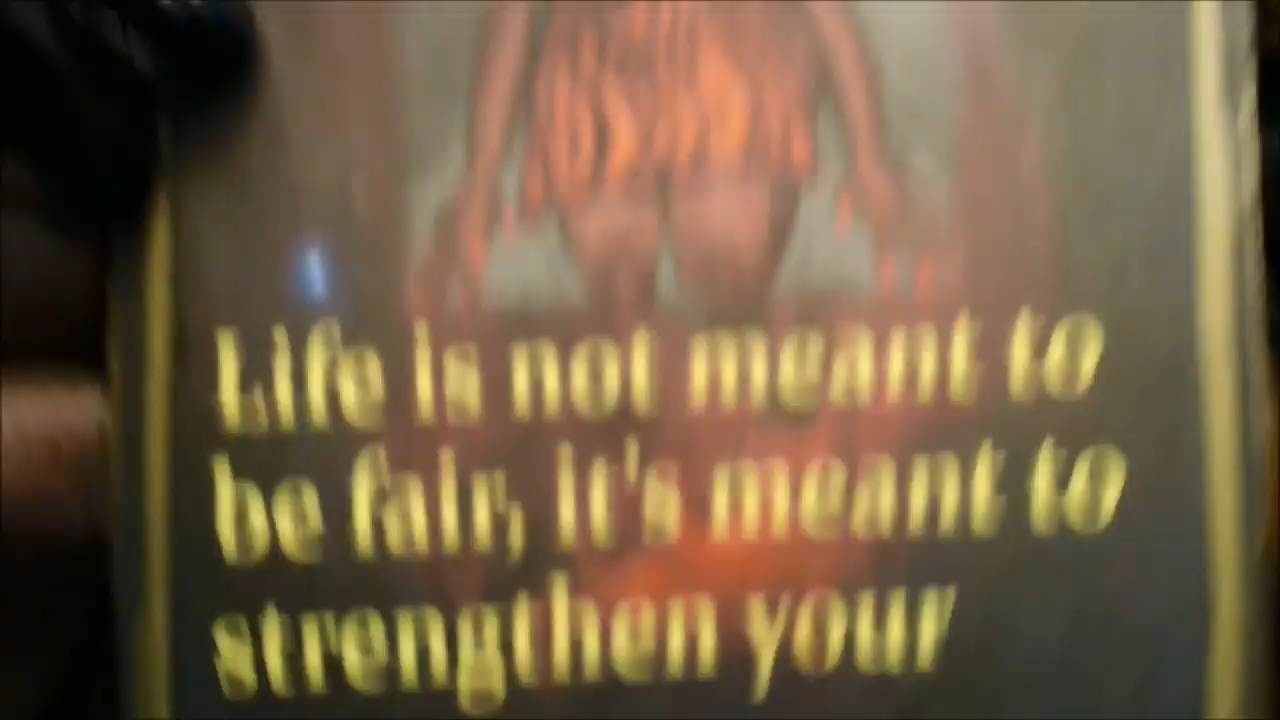 Life is not meant to
be fair, it's meant to
strengthen your